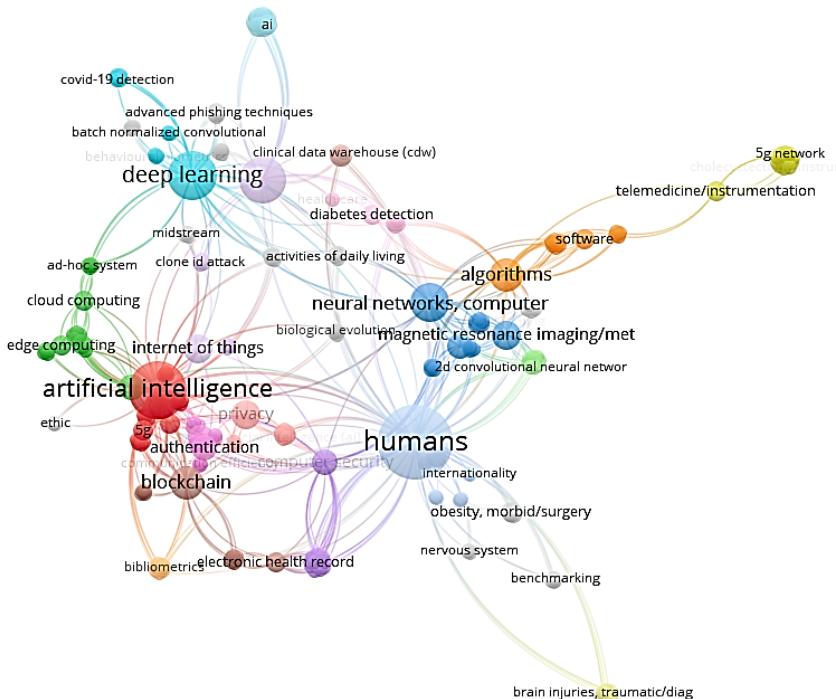 ai
covid-19 detection
advanced phishing techniques
batch normalized convolutional
clinical data warehouse (cdw)
5g network
deep learning
telemedicine/instrumentation
healthcare
diabetes detection
midstream
software
clone id attack
activities of daily living
ad-hoc system
algorithms
cloud computing
neural networks, computer
biological evolution
magnetic resonance imaging/met
edge computing
internet of things
2d convolutional neural networ
artificial intelligence
privacy
ethic
5g
humans
authentication
computer security
internationality
blockchain
obesity, morbid/surgery
nervous system
bibliometrics
electronic health record
benchmarking
brain injuries, traumatic/diag